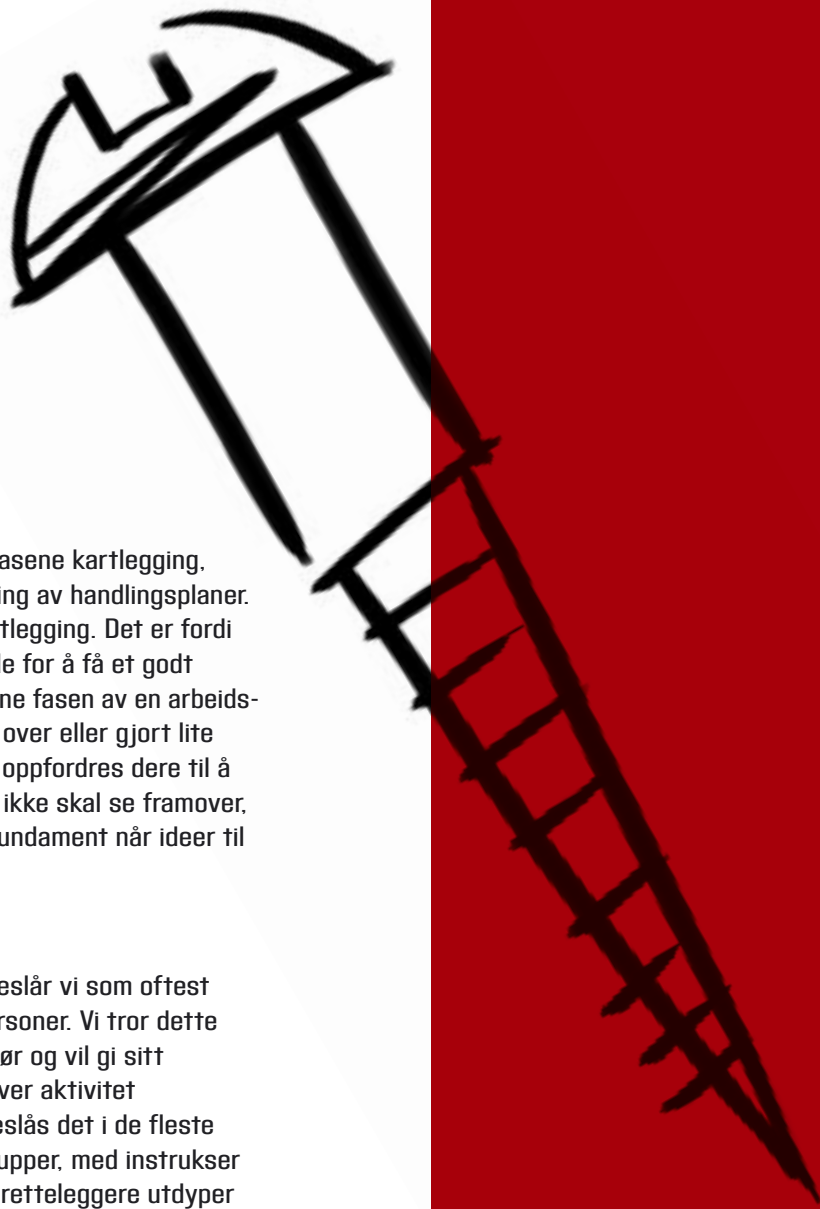 asene kartlegging,
ing av handlingsplaner.
tlegging. Det er fordi
le for å få et godt
ne fasen av en arbeids-
over eller gjort lite
oppfordres dere til å
ikke skal se framover,
undament når ideer til
eslår vi som oftest
rsoner. Vi tror dette
ør og vil gi sitt
ver aktivitet
eslås det i de fleste
upper, med instrukser
retteleggere utdyper